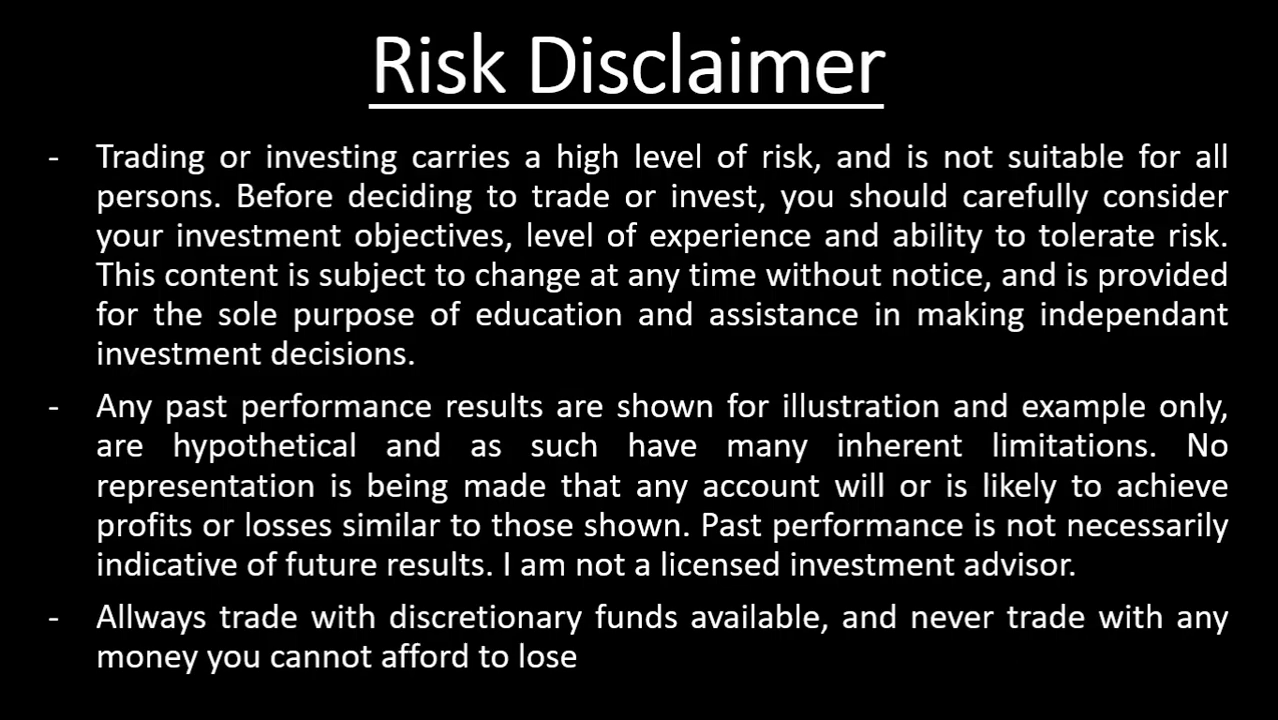 Risk Disclaimer
- Trading or investing carries a high level of risk, and is not suitable for all
persons. Before deciding to trade or invest, you should carefully consider
your investment objectives, level of experience and ability to tolerate risk.
This content is subject to change at any time without notice, and is provided
for the sole purpose of education and assistance in making independant
investment decisions.
- Any past performance results are shown for illustration and example only,
are hypothetical and as such have many inherent limitations. No
representation is being made that any account will or is likely to achieve
profits or losses similar to those shown. Past performance is not necessarily
indicative of future results. I am not a licensed investment advisor.
- Allways trade with discretionary funds available, and never trade with any
money you cannot afford to lose